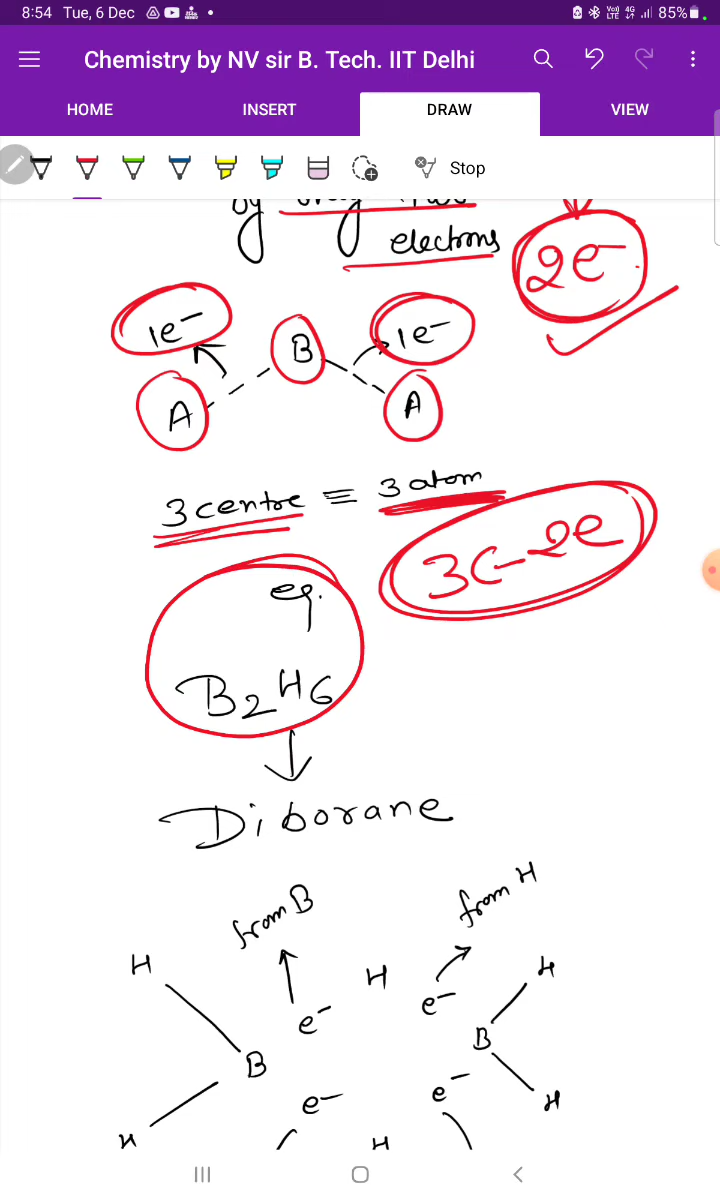 8:54 Tue, 6 Dec 85%
Chemistry by NV sir B. Tech. IIT Delhi
HOME INSERT DRAW VIEW
Stop
by
electrons
2e-
1e- B 1e-
A A
3 centre ≡ 3 atom
3C-2e
eg.
B2H6
Diborane
from B from H
H H H
e- e-
B B
e- e- H
H H